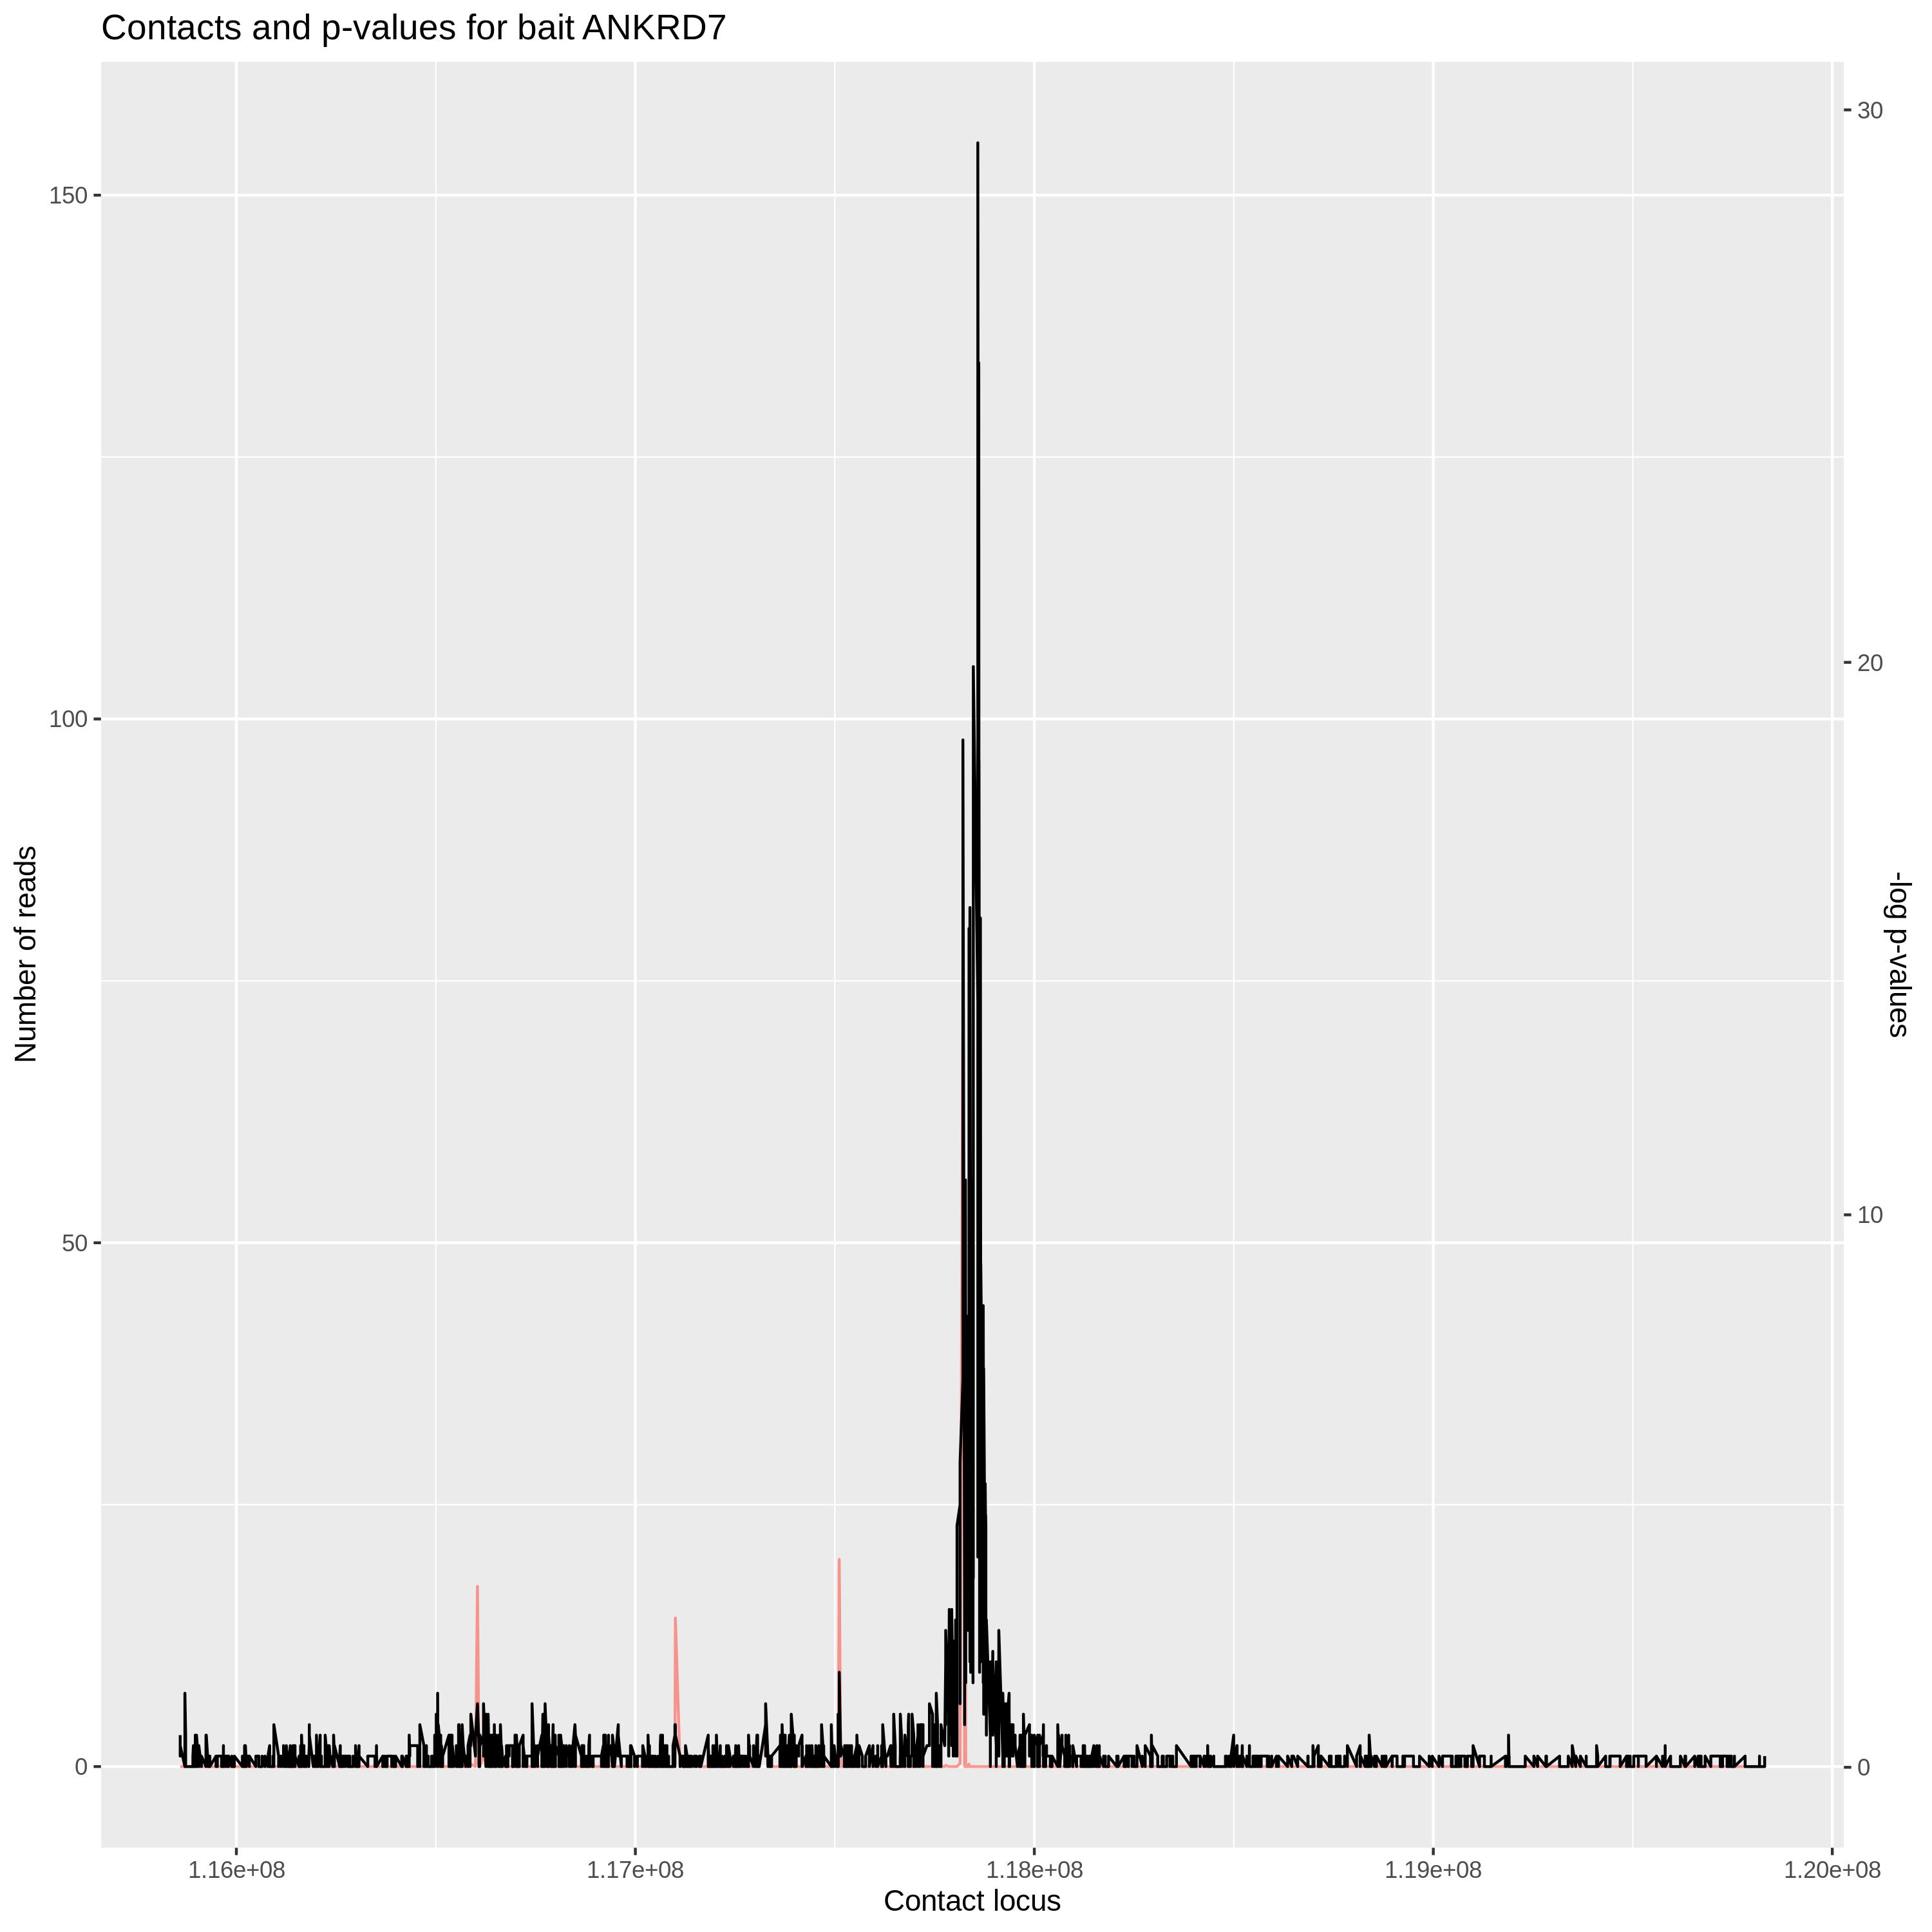 Contacts and p-values for bait ANKRD7
150
100
50
0
Number of reads
30
20
10
0
-log p-values
1.16e+08
1.17e+08
1.18e+08
1.19e+08
1.20e+08
Contact locus